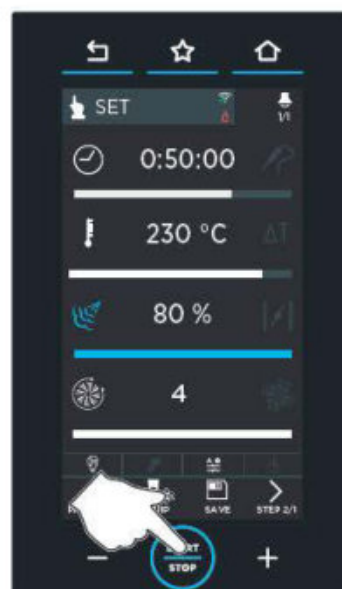 SET
1/1
0:50:00
230 °C
ΔT
80 %
4
SAVE
STEP 2/1
STOP